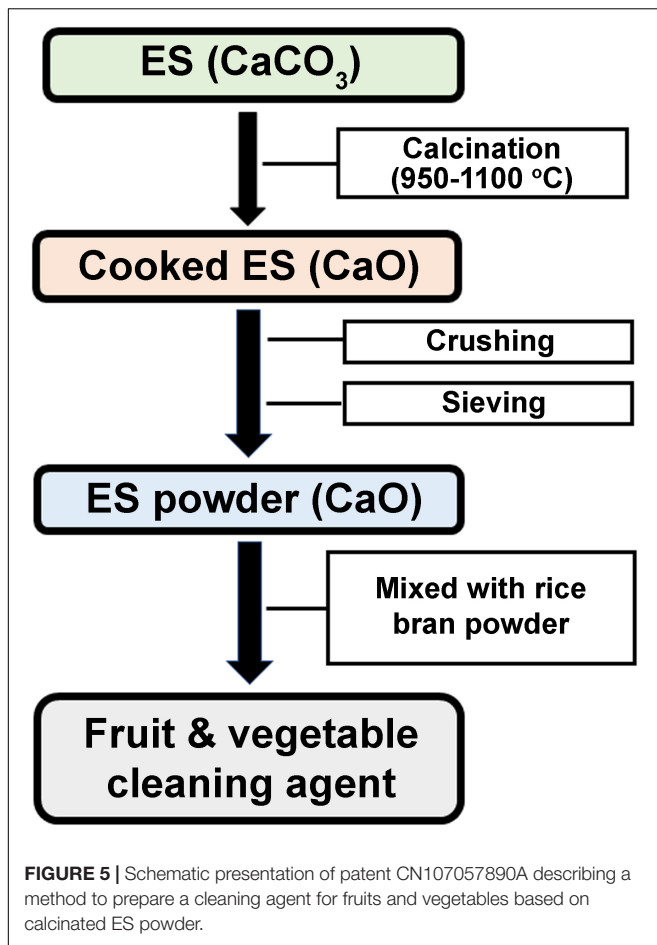 ES (CaCO₃)
Calcination
(950-1100 °C)
Cooked ES (CaO)
Crushing
Sieving
ES powder (CaO)
Mixed with rice
bran powder
Fruit & vegetable
cleaning agent
FIGURE 5 | Schematic presentation of patent CN107057890A describing a
method to prepare a cleaning agent for fruits and vegetables based on
calcinated ES powder.